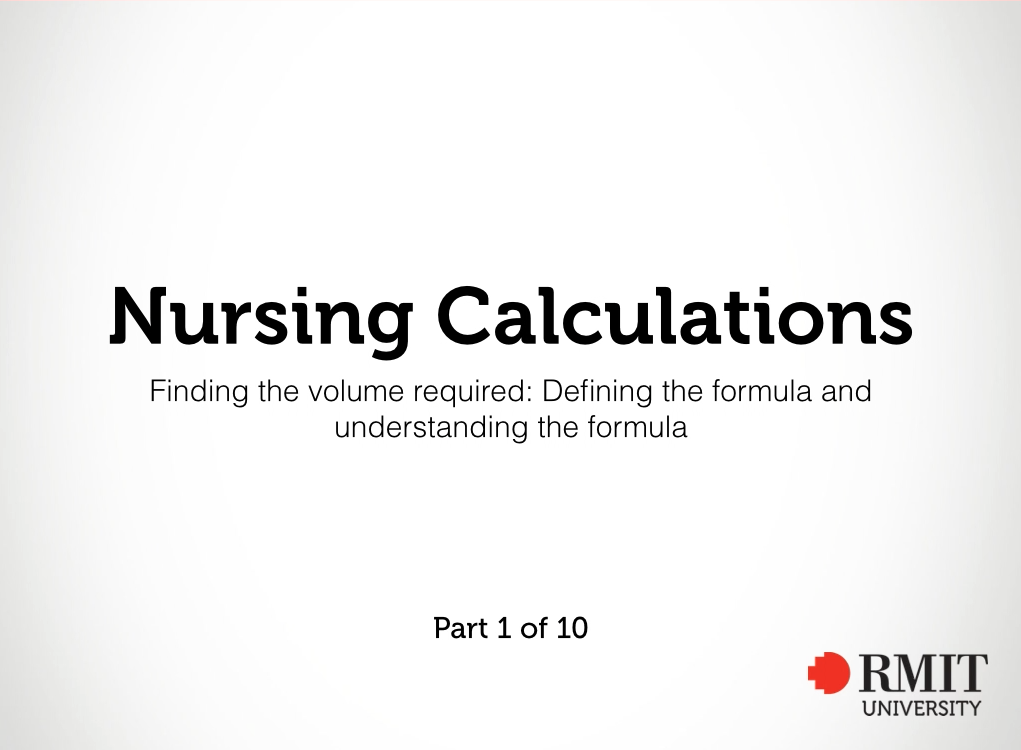 Nursing Calculations
Finding the volume required: Defining the formula and
understanding the formula
Part 1 of 10
RMIT
UNIVERSITY